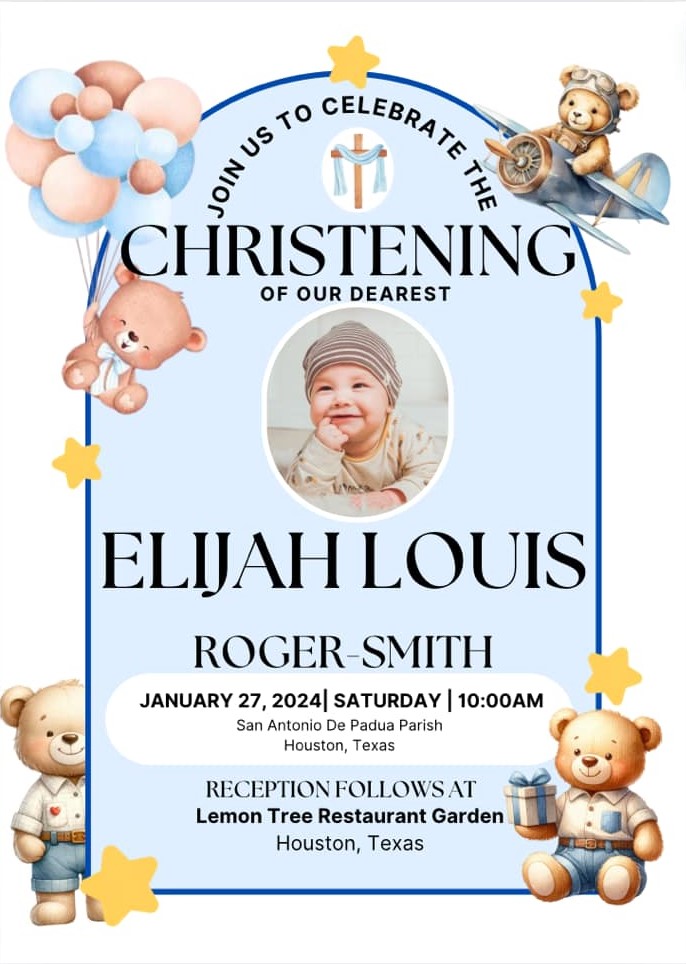 JOIN US TO CELEBRATE THE
CHRISTENING
OF OUR DEAREST
ELIJAH LOUIS
ROGER-SMITH
JANUARY 27, 2024| SATURDAY | 10:00AM
San Antonio De Padua Parish
Houston, Texas
RECEPTION FOLLOWS AT
Lemon Tree Restaurant Garden
Houston, Texas